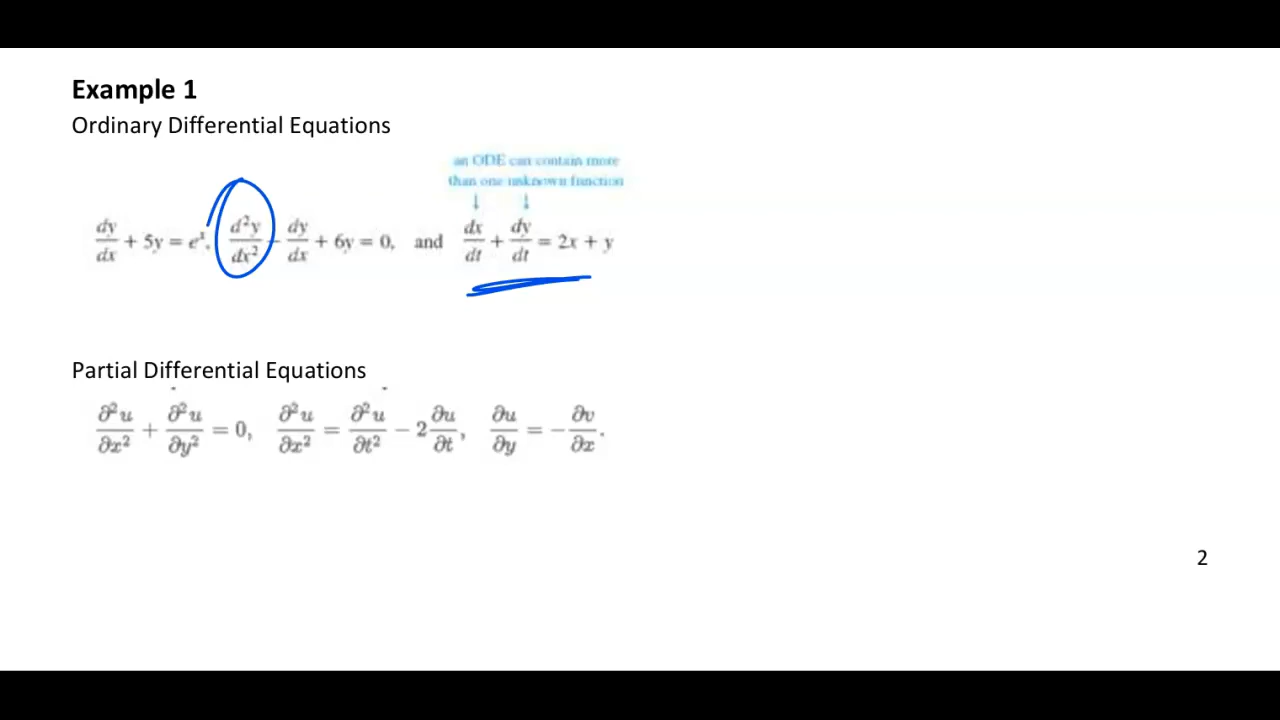 Example 1
Ordinary Differential Equations
an ODE can contain more
than one unknown function
↓ ↓
dy/dx + 5y = eˣ, d²y/dx² − dy/dx + 6y = 0, and dx/dt + dy/dt = 2x + y
Partial Differential Equations
∂²u/∂x² + ∂²u/∂y² = 0, ∂²u/∂x² = ∂²u/∂t² − 2 ∂u/∂t, ∂u/∂y = − ∂v/∂x.
2